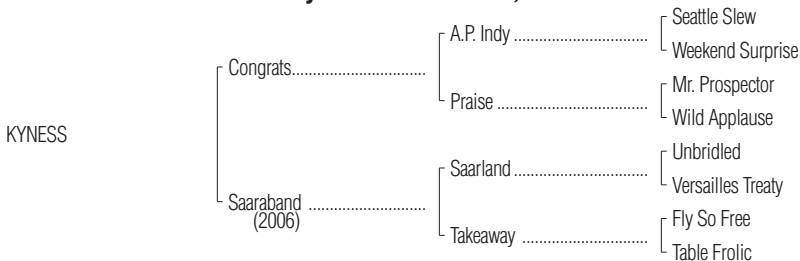 Seattle Slew
A.P. Indy ..................................
Weekend Surprise
Congrats..................................
Mr. Prospector
Praise ......................................
Wild Applause
KYNESS
Unbridled
Saarland ..................................
Versailles Treaty
Saaraband ..............................
(2006)
Fly So Free
Takeaway ................................
Table Frolic